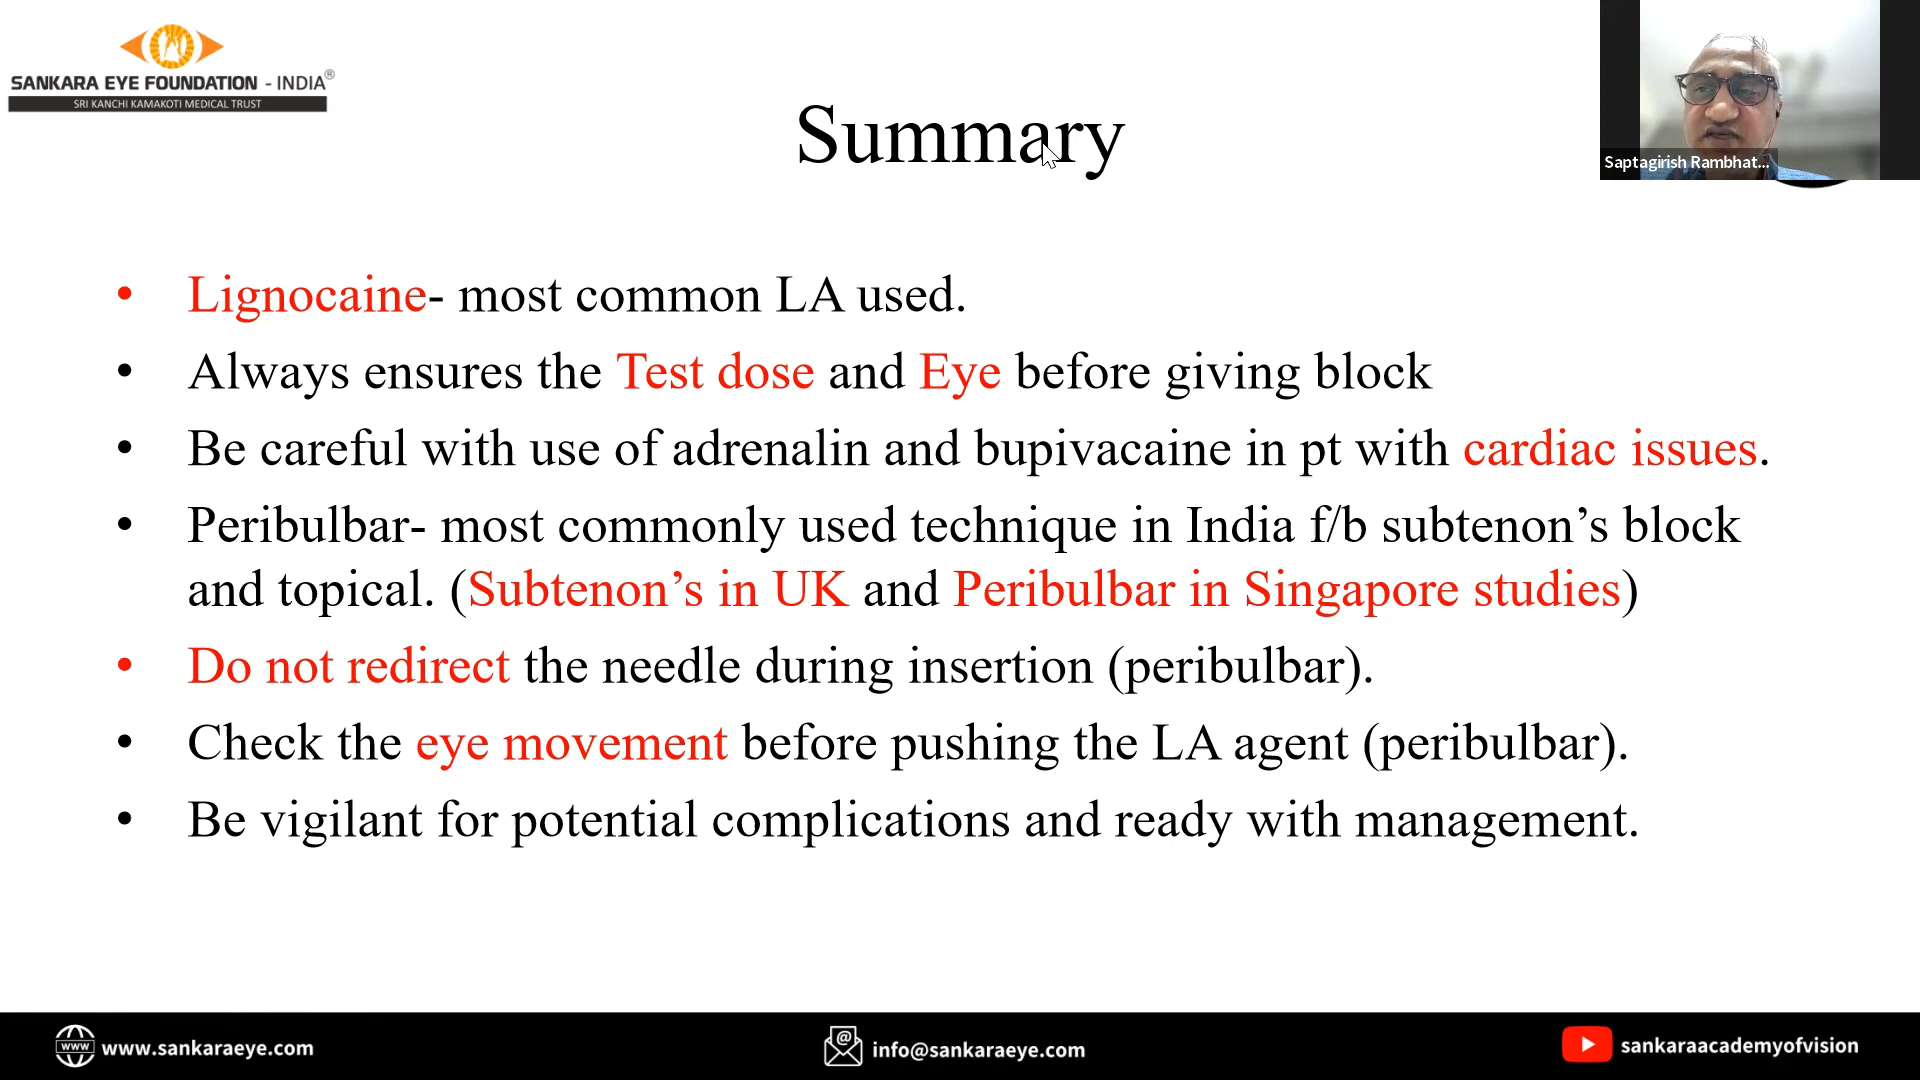 SANKARA EYE FOUNDATION - INDIA®
SRI KANCHI KAMAKOTI MEDICAL TRUST
Saptagirish Rambhat...
Summary
• Lignocaine- most common LA used.
• Always ensures the Test dose and Eye before giving block
• Be careful with use of adrenalin and bupivacaine in pt with cardiac issues.
• Peribulbar- most commonly used technique in India f/b subtenon’s block
and topical. (Subtenon’s in UK and Peribulbar in Singapore studies)
• Do not redirect the needle during insertion (peribulbar).
• Check the eye movement before pushing the LA agent (peribulbar).
• Be vigilant for potential complications and ready with management.
www www.sankaraeye.com
@ info@sankaraeye.com
sankaraacademyofvision